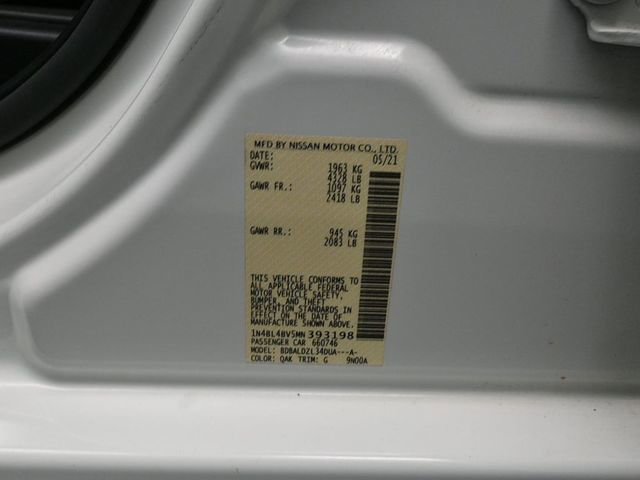 MFD BY NISSAN MOTOR CO., LTD.
DATE: 05/21
GVWR: 1963 KG
4328 LB
GAWR FR.: 1097 KG
2418 LB
GAWR RR.: 945 KG
2083 LB
THIS VEHICLE CONFORMS TO
ALL APPLICABLE FEDERAL
MOTOR VEHICLE SAFETY,
BUMPER, AND THEFT
PREVENTION STANDARDS
IN EFFECT ON THE DATE OF
MANUFACTURE SHOWN ABOVE.
1N4BL4BV5MN393198
PASSENGER CAR 660746
MODEL: BDBALDZL34DUA---A-
COLOR: QAK TRIM: G 9N00A